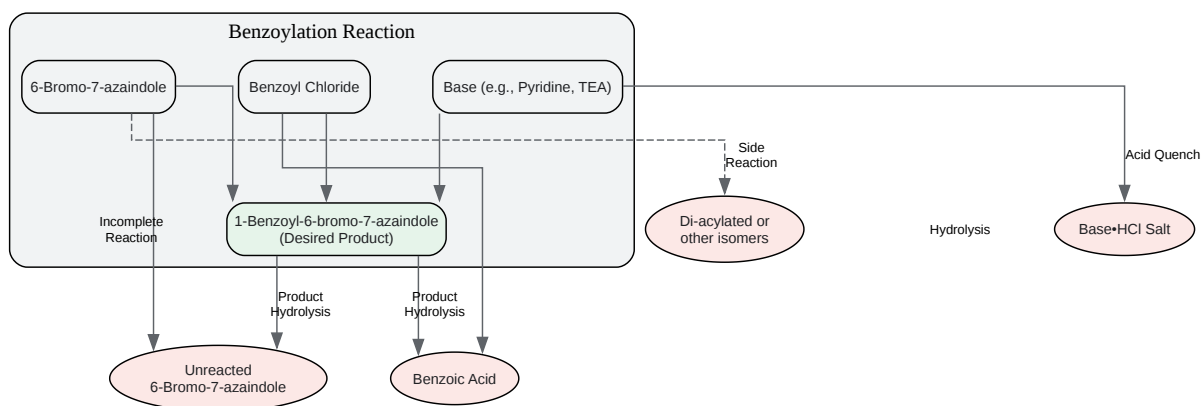 Benzoylation Reaction
6-Bromo-7-azaindole
Benzoyl Chloride
Base (e.g., Pyridine, TEA)
Side
Reaction
Acid Quench
Incomplete
Reaction
1-Benzoyl-6-bromo-7-azaindole
(Desired Product)
Di-acylated or
other isomers
Hydrolysis
Base•HCl Salt
Product
Hydrolysis
Product
Hydrolysis
Unreacted
6-Bromo-7-azaindole
Benzoic Acid